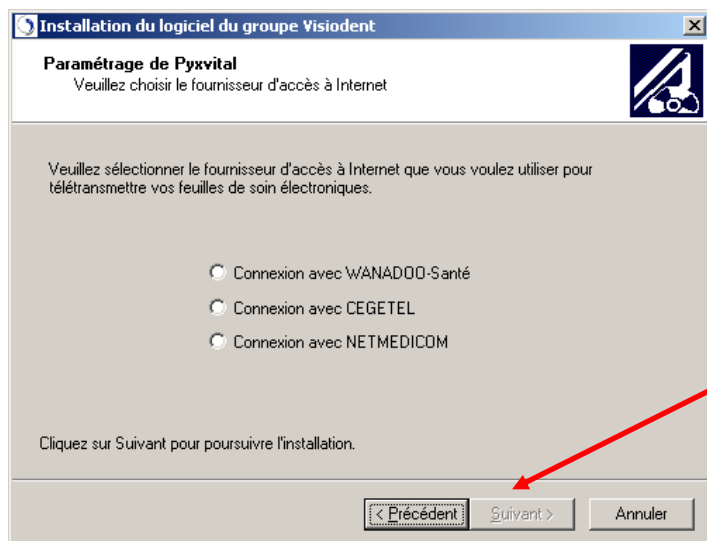 Installation du logiciel du groupe Visiodent
Paramétrage de Pyxvital
Veuillez choisir le fournisseur d'accès à Internet
Veuillez sélectionner le fournisseur d'accès à Internet que vous voulez utiliser pour
télétransmettre vos feuilles de soin électroniques.
Connexion avec WANADOO-Santé
Connexion avec CEGETEL
Connexion avec NETMEDICOM
Cliquez sur Suivant pour poursuivre l'installation.
< Précédent Suivant > Annuler